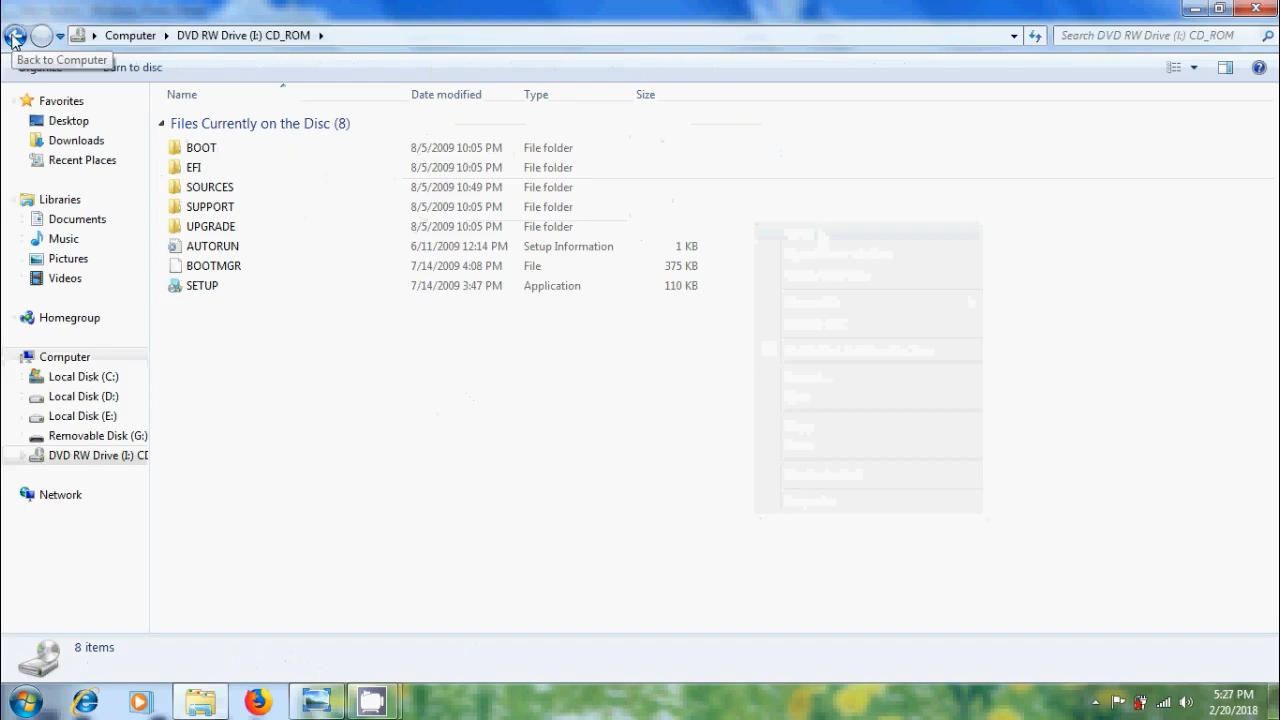 Computer DVD RW Drive (I:) CD_ROM Search DVD RW Drive (I:) CD_ROM
Back to Computer
Burn to disc
Name Date modified Type Size
Favorites
Desktop
Downloads
Recent Places
Libraries
Documents
Music
Pictures
Videos
Homegroup
Computer
Local Disk (C:)
Local Disk (D:)
Local Disk (E:)
Removable Disk (G:)
DVD RW Drive (I:) CD
Network
Files Currently on the Disc (8)
BOOT 8/5/2009 10:05 PM File folder
EFI 8/5/2009 10:05 PM File folder
SOURCES 8/5/2009 10:49 PM File folder
SUPPORT 8/5/2009 10:05 PM File folder
UPGRADE 8/5/2009 10:05 PM File folder
AUTORUN 6/11/2009 12:14 PM Setup Information 1 KB
BOOTMGR 7/14/2009 4:08 PM File 375 KB
SETUP 7/14/2009 3:47 PM Application 110 KB
8 items
5:27 PM
2/20/2018